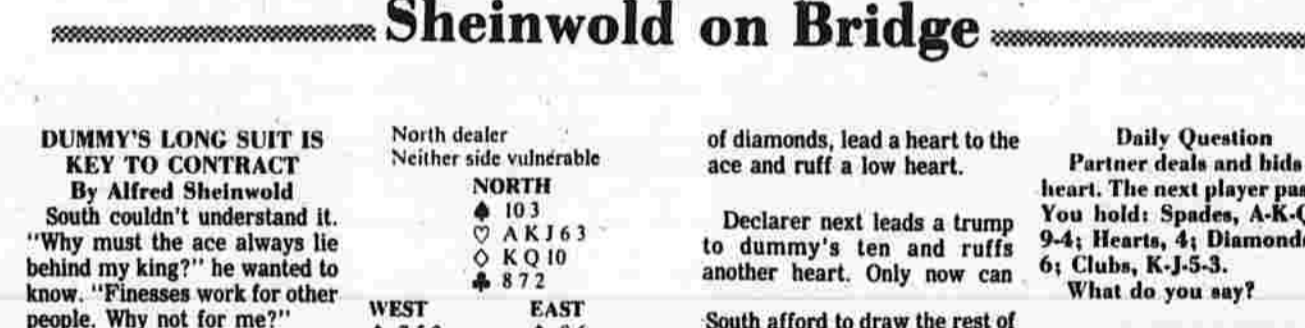 Sheinwold on Bridge
DUMMY'S LONG SUIT IS
KEY TO CONTRACT
By Alfred Sheinwold
South couldn't understand it.
"Why must the ace always lie
behind my king?" he wanted to
know. "Finesses work for other
people. Why not for me?"
North dealer
Neither side vulnerable
NORTH
♠ 10 3
♡ A K J 6 3
◇ K Q 10
♣ 8 7 2
WEST EAST
of diamonds, lead a heart to the
ace and ruff a low heart.
Declarer next leads a trump
to dummy's ten and ruffs
another heart. Only now can
South afford to draw the rest of
Daily Question
Partner deals and bids
heart. The next player
You hold: Spades, A-K-
9-4; Hearts, 4;
6; Clubs, K-J-5-3.
What do you say?